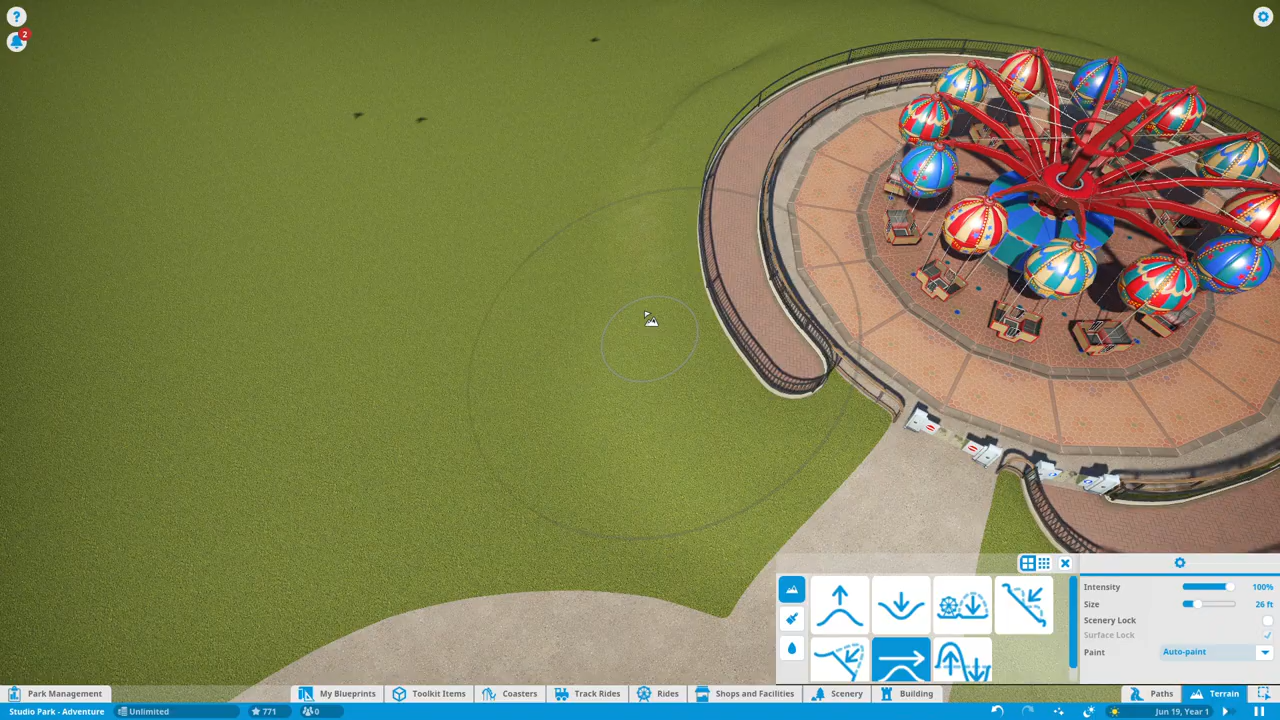 ?
2
Intensity 100%
Size 26 ft
Scenery Lock
Surface Lock
Paint Auto-paint
Park Management
My Blueprints
Toolkit Items
Coasters
Track Rides
Rides
Shops and Facilities
Scenery
Building
Paths
Terrain
Studio Park - Adventure
Unlimited
771
0
Jun 19, Year 1